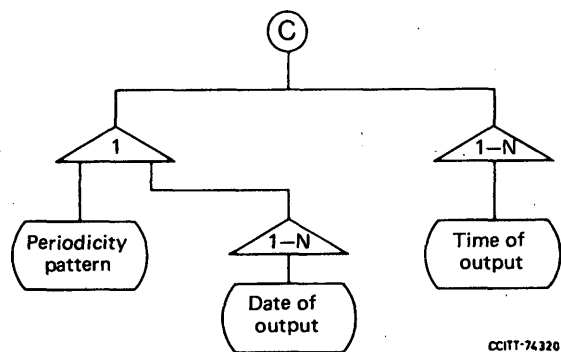 C
1
1–N
Periodicity
pattern
1–N
Time of
output
Date of
output
CCITT-74320